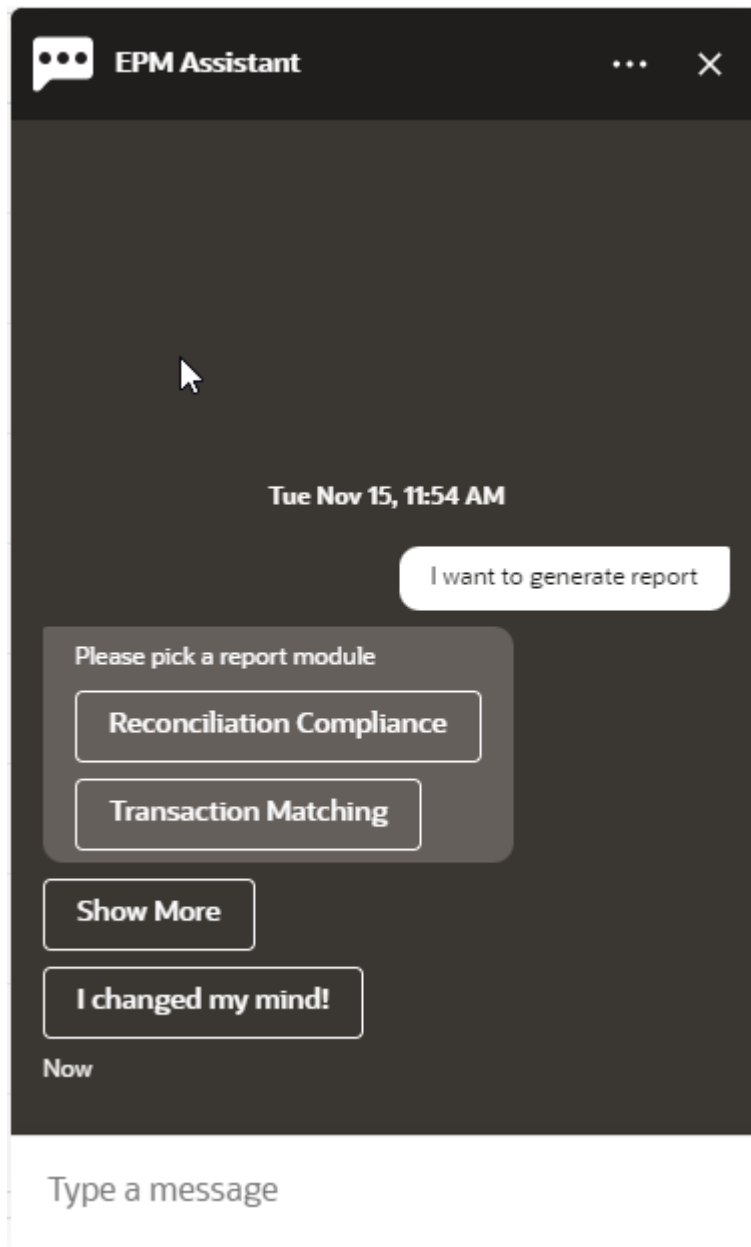 EPM Assistant
Tue Nov 15, 11:54 AM
I want to generate report
Please pick a report module
Reconciliation Compliance
Transaction Matching
Show More
I changed my mind!
Now
Type a message